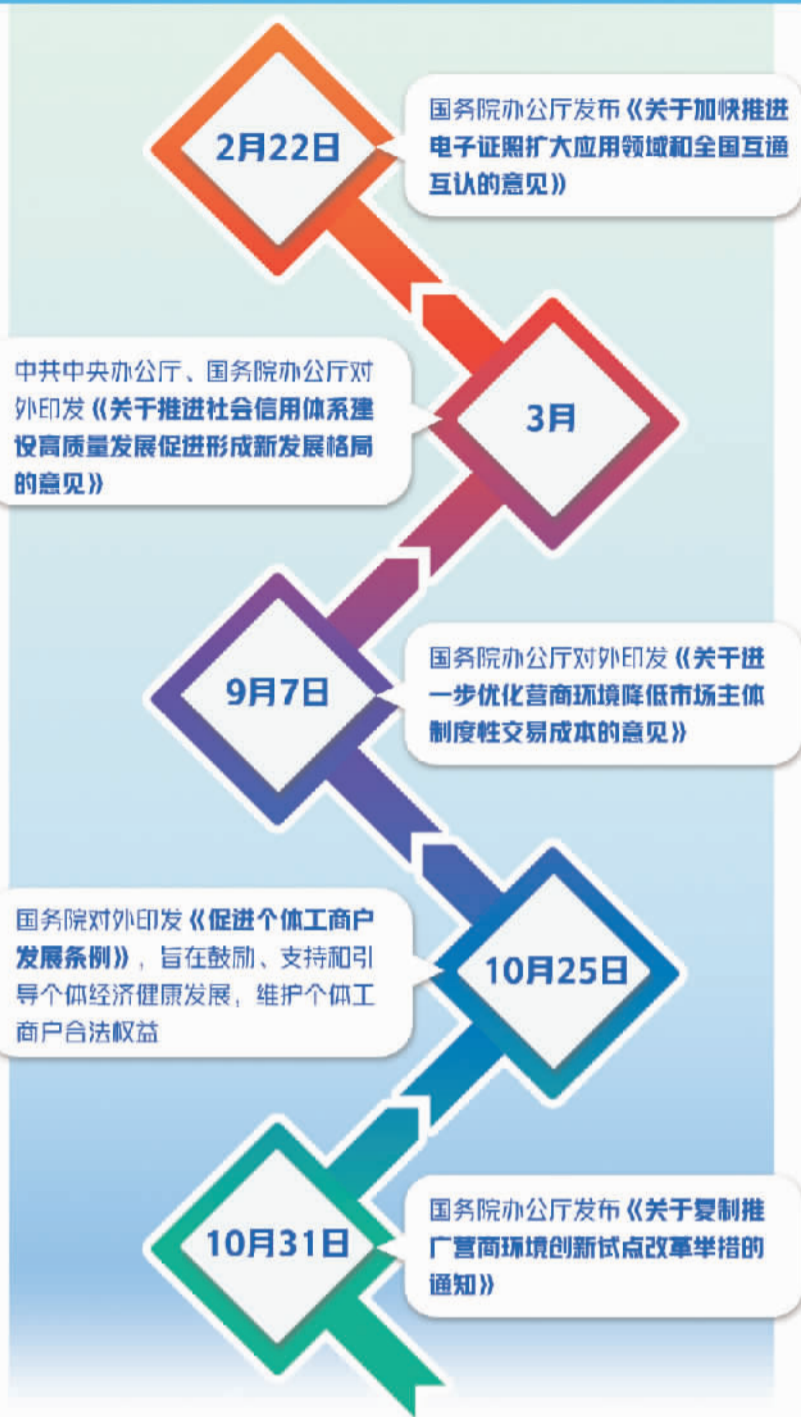 2月22日
国务院办公厅发布《关于加快推进
电子证照扩大应用领域和全国互通
互认的意见》
中共中央办公厅、国务院办公厅对
外印发《关于推进社会信用体系建
设高质量发展促进形成新发展格局
的意见》
3月
9月7日
国务院办公厅对外印发《关于进
一步优化营商环境降低市场主体
制度性交易成本的意见》
国务院对外印发《促进个体工商户
发展条例》，旨在鼓励、支持和引
导个体经济健康发展，维护个体工
商户合法权益
10月25日
10月31日
国务院办公厅发布《关于复制推
广营商环境创新试点改革举措的
通知》